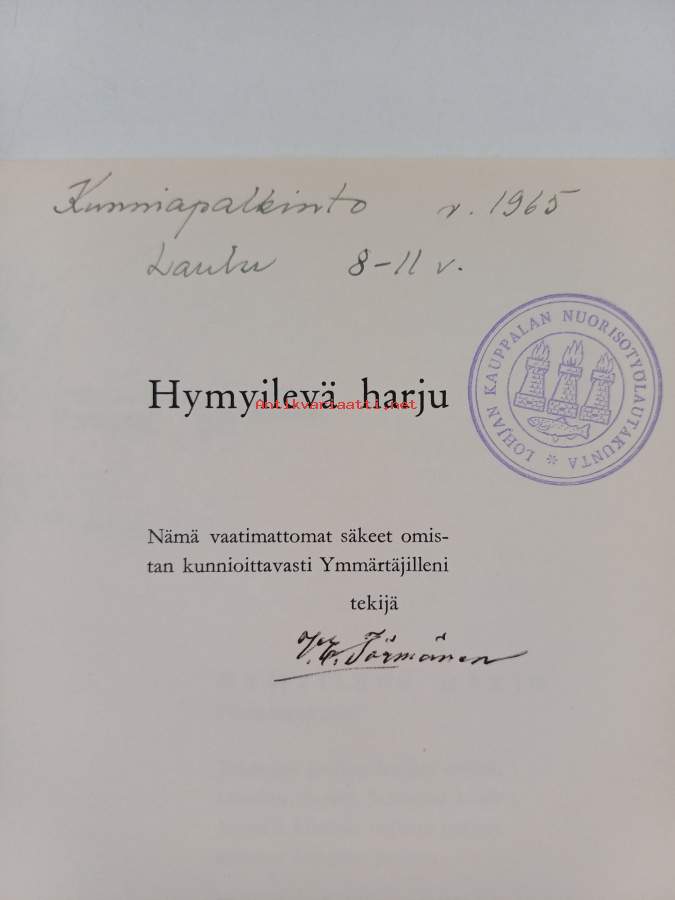 Kunniapalkinto v. 1965
Laulu 8-11 v.
LOHJAN KAUPPALAN NUORISOTYÖLAUTAKUNTA *
Hymyilevä harju
Antikvariaatti.net
Nämä vaatimattomat säkeet omis-
tan kunnioittavasti Ymmärtäjilleni
tekijä
V.E. Törmänen